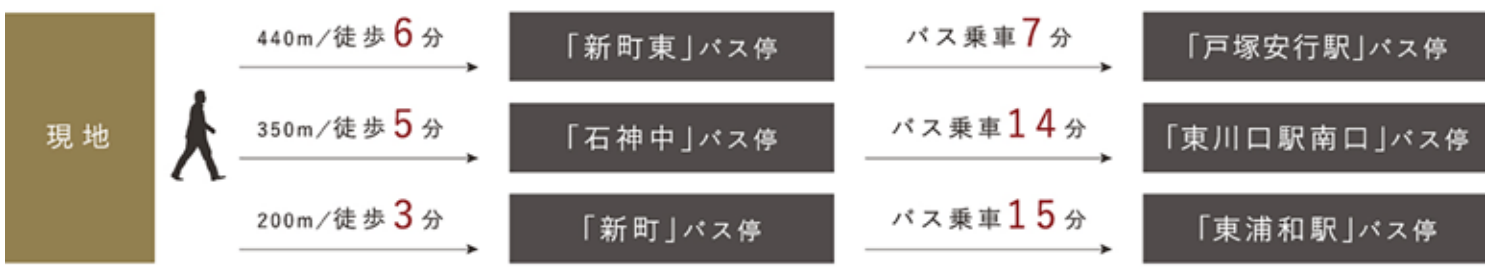 現地
440m/徒歩6分
「新町東」バス停
バス乗車7分
「戸塚安行駅」バス停
350m/徒歩5分
「石神中」バス停
バス乗車14分
「東川口駅南口」バス停
200m/徒歩3分
「新町」バス停
バス乗車15分
「東浦和駅」バス停